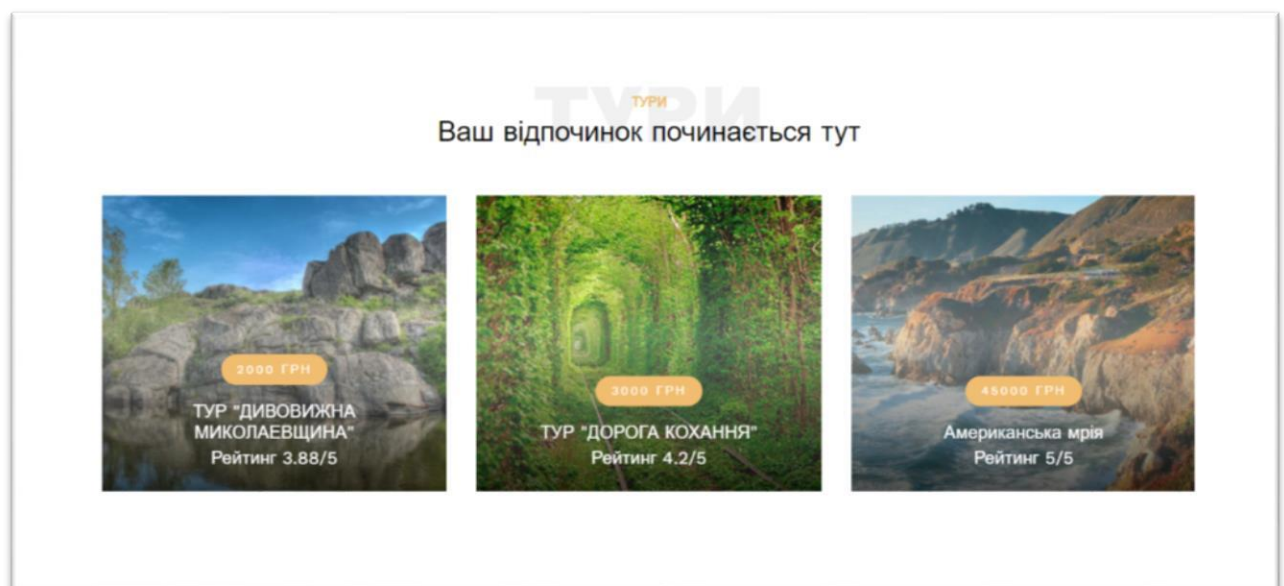 ТУРИ
ТУРИ
Ваш відпочинок починається тут
2000 ГРН
ТУР "ДИВОВИЖНА
МИКОЛАЕВЩИНА"
Рейтинг 3.88/5
3000 ГРН
ТУР "ДОРОГА КОХАННЯ"
Рейтинг 4.2/5
45000 ГРН
Американська мрія
Рейтинг 5/5